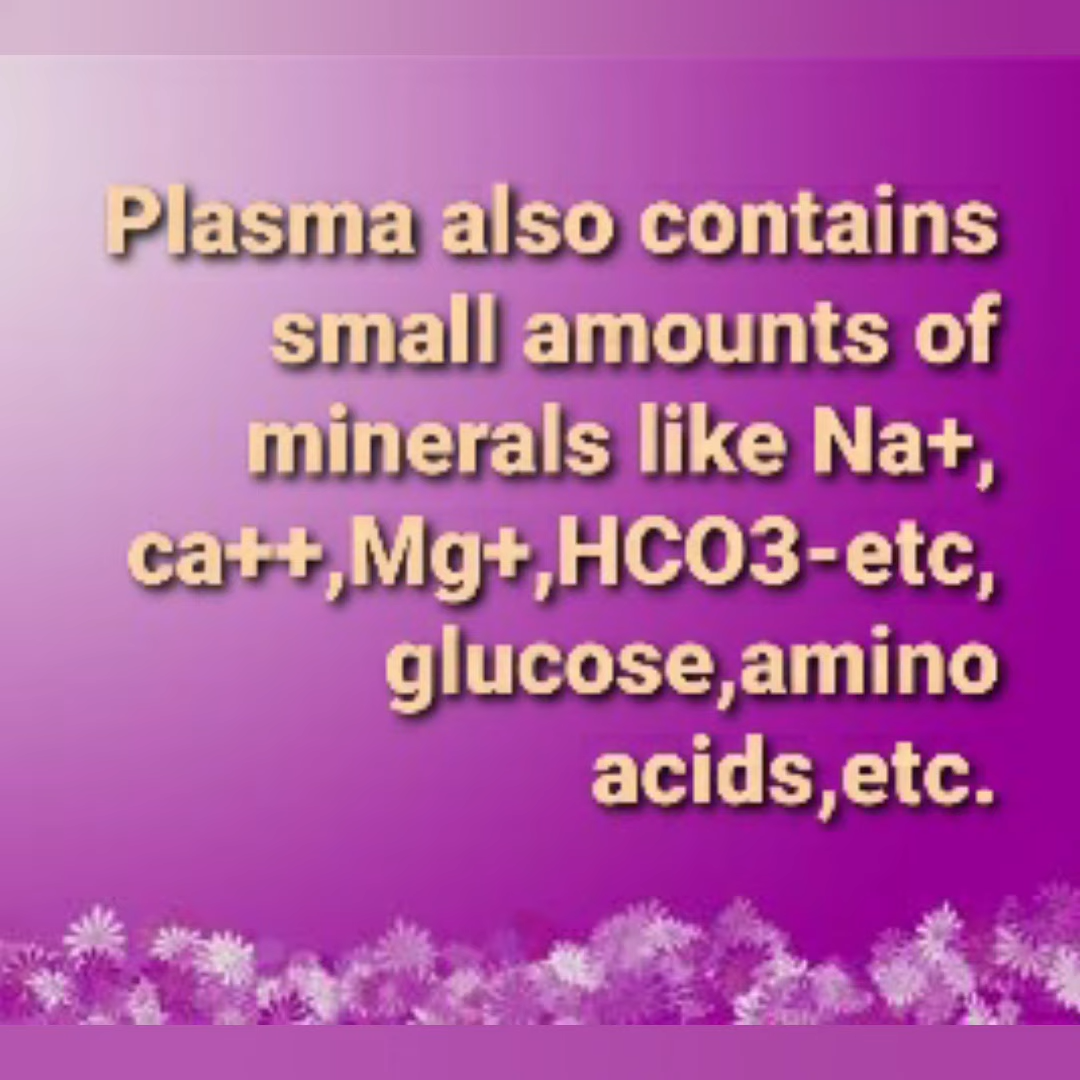 Plasma also contains
small amounts of
minerals like Na+,
ca++,Mg+,HCO3-etc,
glucose,amino
acids,etc.